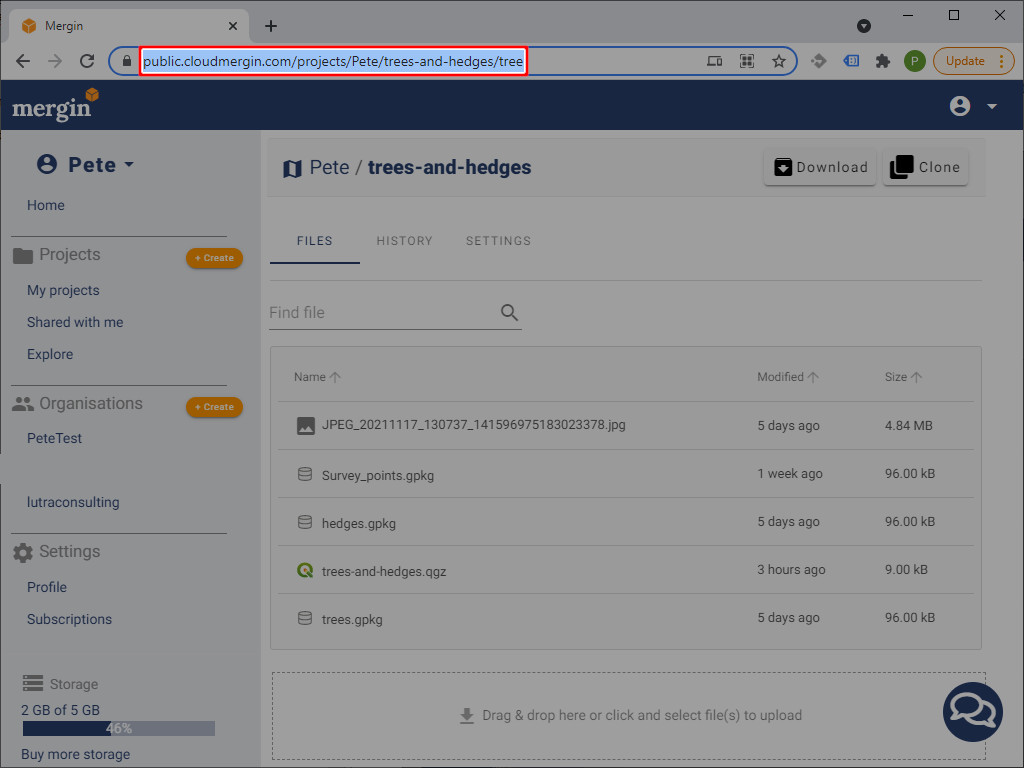 Mergin
public.cloudmergin.com/projects/Pete/trees-and-hedges/tree
P
Update
mergin
Pete
Home
Projects
+ Create
My projects
Shared with me
Explore
Organisations
+ Create
PeteTest
lutraconsulting
Settings
Profile
Subscriptions
Storage
2 GB of 5 GB
46%
Buy more storage
Pete / trees-and-hedges
Download
Clone
FILES HISTORY SETTINGS
Find file
Name Modified Size
JPEG_20211117_130737_141596975183023378.jpg 5 days ago 4.84 MB
Survey_points.gpkg 1 week ago 96.00 kB
hedges.gpkg 5 days ago 96.00 kB
trees-and-hedges.qgz 3 hours ago 9.00 kB
trees.gpkg 5 days ago 96.00 kB
Drag & drop here or click and select file(s) to upload